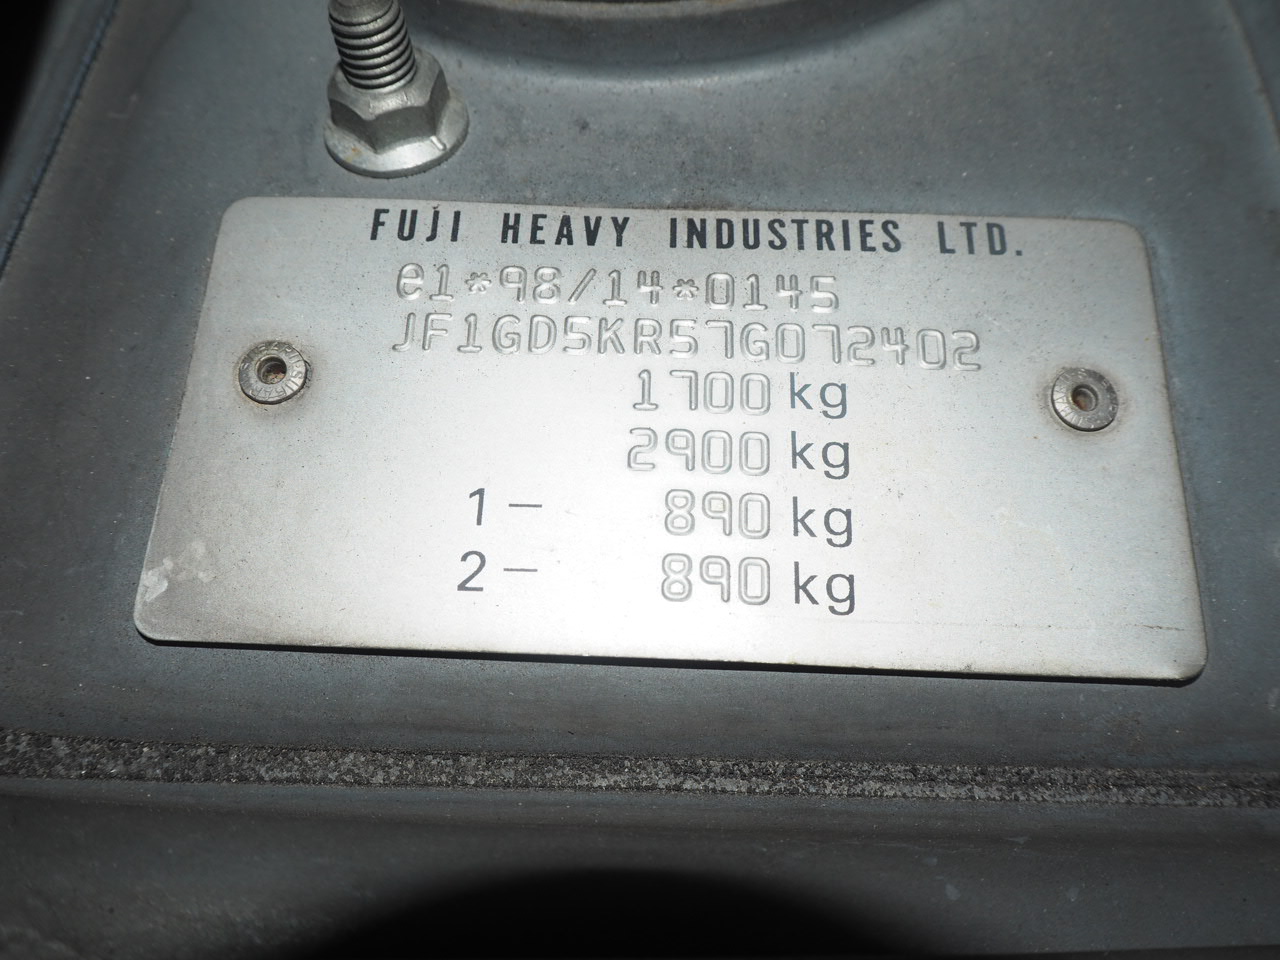 FUJI HEAVY INDUSTRIES LTD.
e1*98/14*0145
JF1GD5KR57G072402
1700 kg
2900 kg
1 – 890 kg
2 – 890 kg